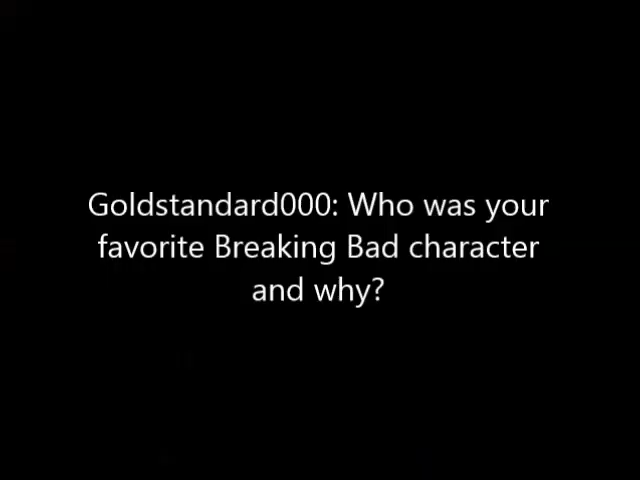 Goldstandard000: Who was your
favorite Breaking Bad character
and why?